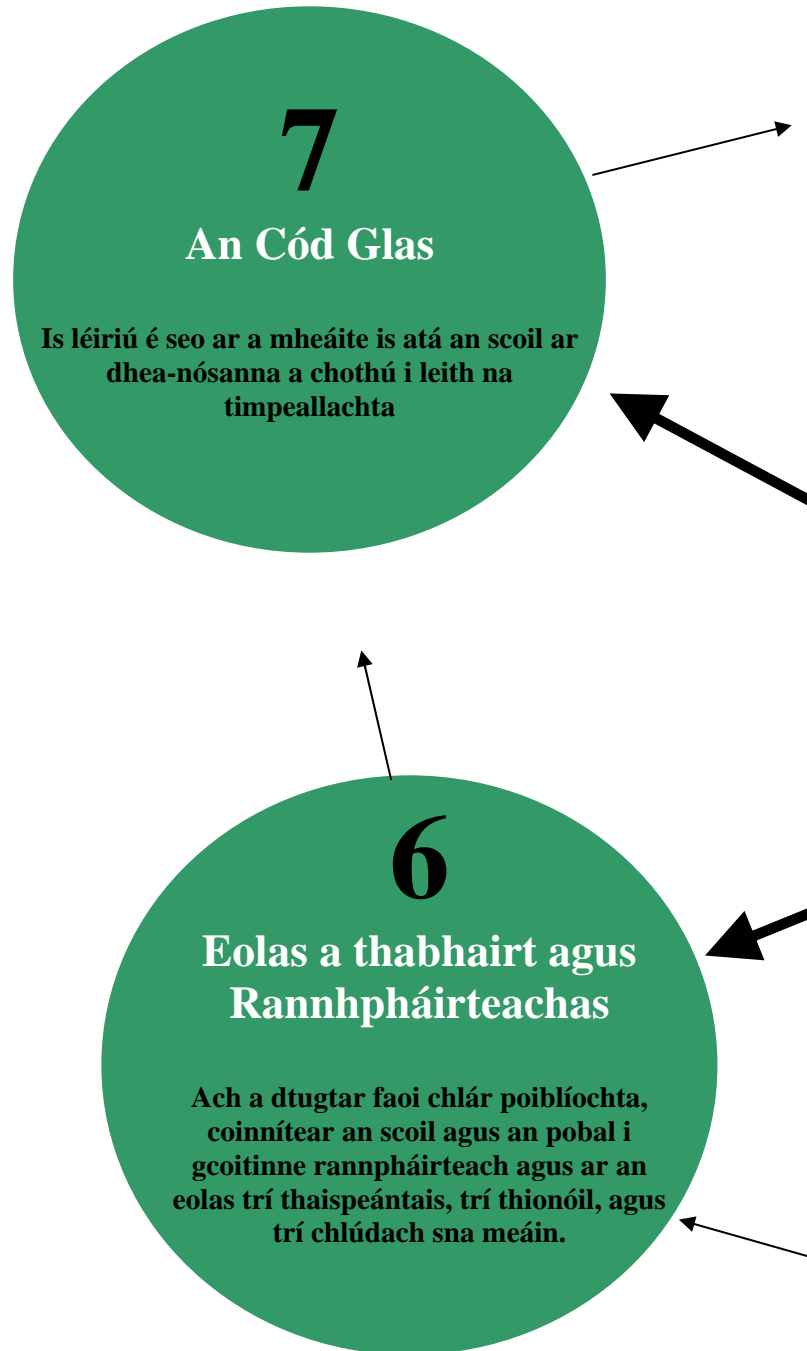 7
An Cód Glas
Is léiriú é seo ar a mheáite is atá an scoil ar
dhea-nósanna a chothú i leith na
timpeallachta
6
Eolas a thabhairt agus
Rannhpháirteachas
Ach a dtugtar faoi chlár poiblíochta,
coinnítear an scoil agus an pobal i
gcoitinne rannpháirteach agus ar an
eolas trí thaispeántais, trí thionóil, agus
trí chlúdach sna meáin.